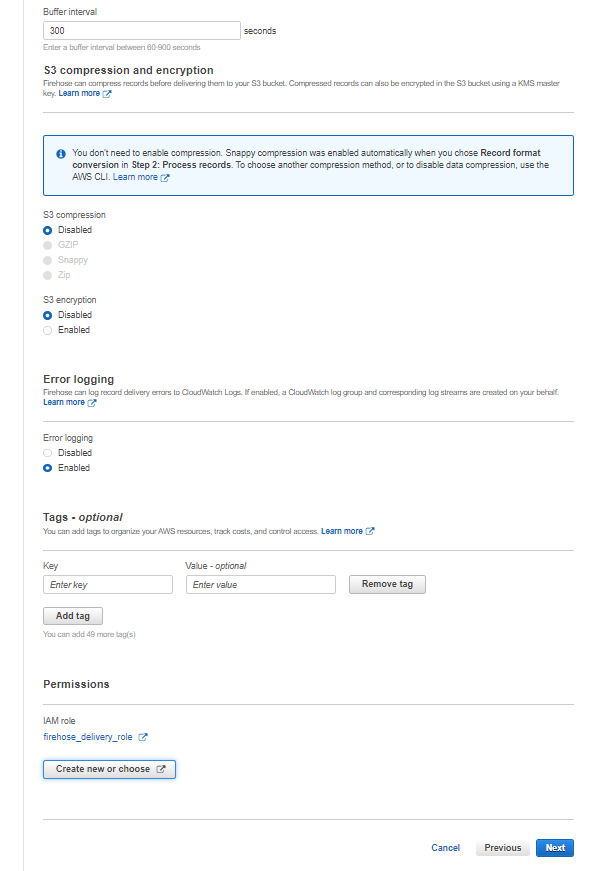 Buffer interval
300 seconds
Enter a buffer interval between 60-900 seconds
S3 compression and encryption
Firehose can compress records before delivering them to your S3 bucket. Compressed records can also be encrypted in the S3 bucket using a KMS master
key. Learn more
You don't need to enable compression. Snappy compression was enabled automatically when you chose Record format
conversion in Step 2: Process records. To choose another compression method, or to disable data compression, use the
AWS CLI. Learn more
S3 compression
Disabled
GZIP
Snappy
Zip
S3 encryption
Disabled
Enabled
Error logging
Firehose can log record delivery errors to CloudWatch Logs. If enabled, a CloudWatch log group and corresponding log streams are created on your behalf.
Learn more
Error logging
Disabled
Enabled
Tags - optional
You can add tags to organize your AWS resources, track costs, and control access. Learn more
Key Value - optional
Enter key Enter value Remove tag
Add tag
You can add 49 more tag(s)
Permissions
IAM role
firehose_delivery_role
Create new or choose
Cancel Previous Next